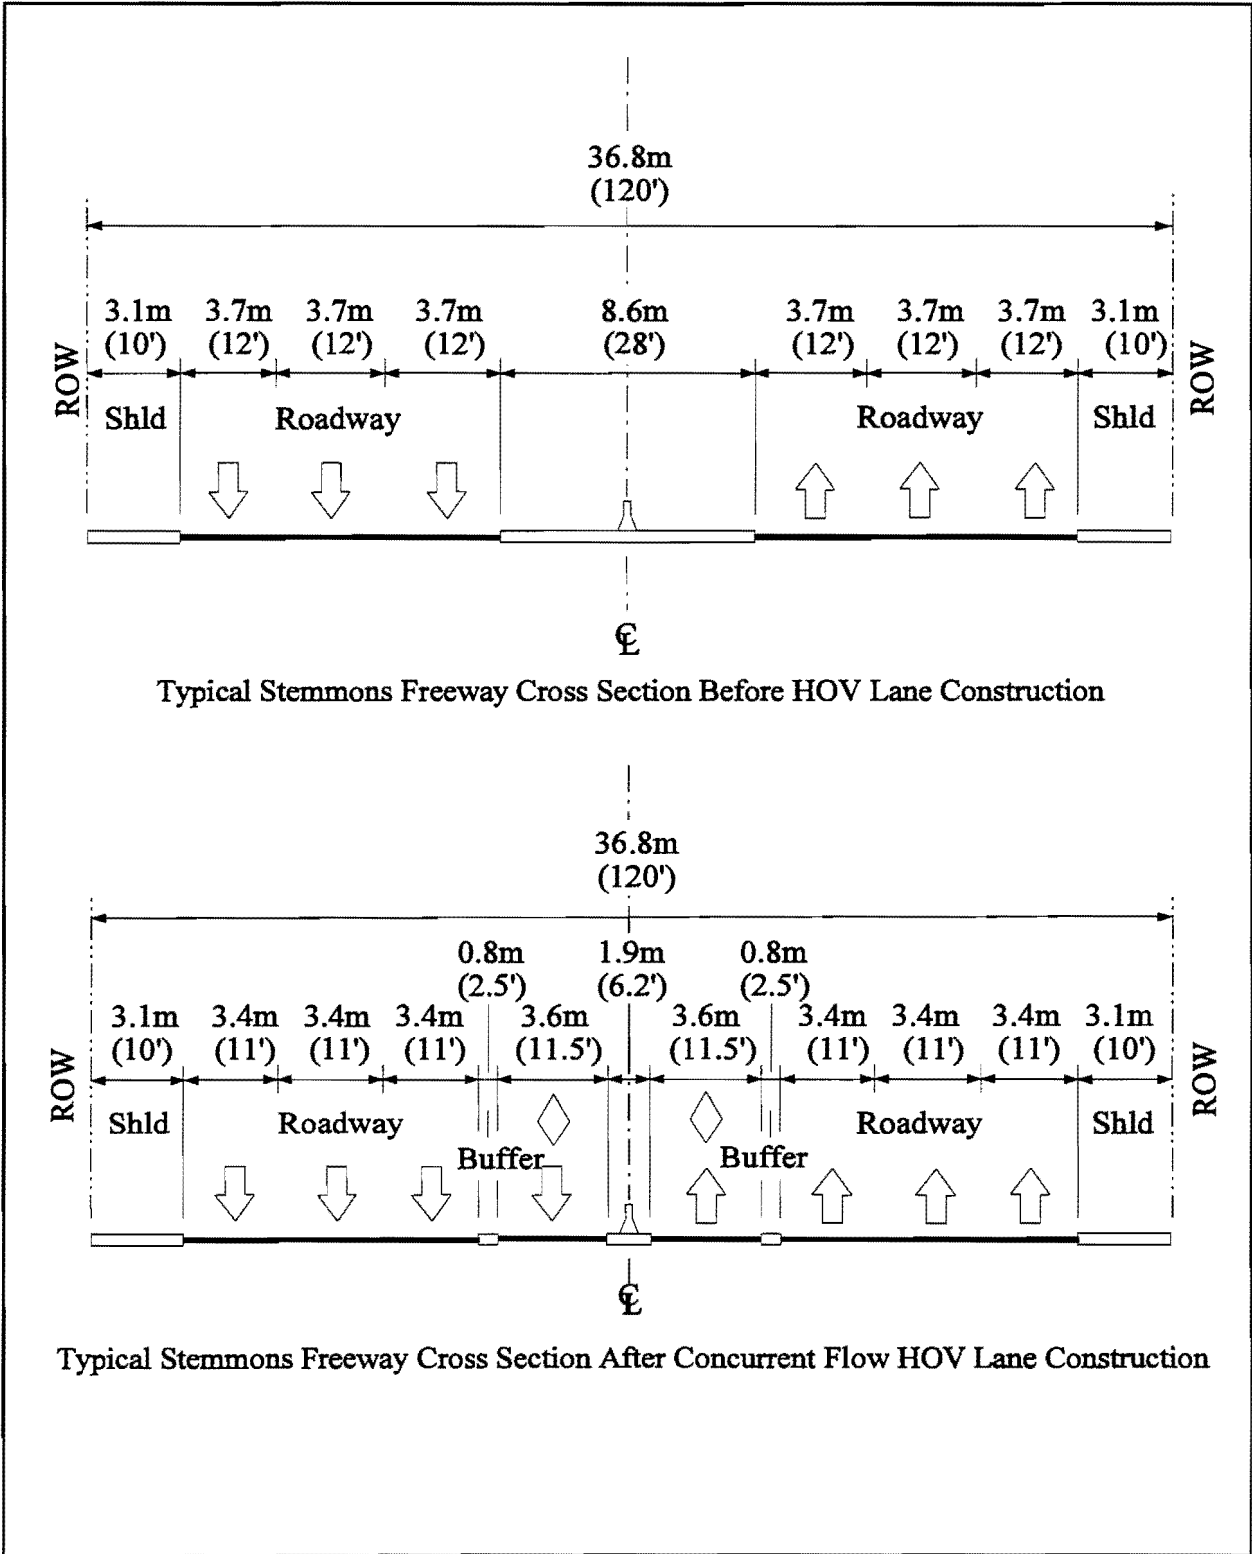 36.8m
(120')
3.1m 3.7m 3.7m 3.7m 8.6m 3.7m 3.7m 3.7m 3.1m
(10') (12') (12') (12') (28') (12') (12') (12') (10')
ROW Shld Roadway Roadway Shld ROW
℄
Typical Stemmons Freeway Cross Section Before HOV Lane Construction
36.8m
(120')
0.8m 1.9m 0.8m
(2.5') (6.2') (2.5')
3.1m 3.4m 3.4m 3.4m 3.6m 3.6m 3.4m 3.4m 3.4m 3.1m
(10') (11') (11') (11') (11.5') (11.5') (11') (11') (11') (10')
ROW Shld Roadway Roadway Shld ROW
Buffer Buffer
℄
Typical Stemmons Freeway Cross Section After Concurrent Flow HOV Lane Construction